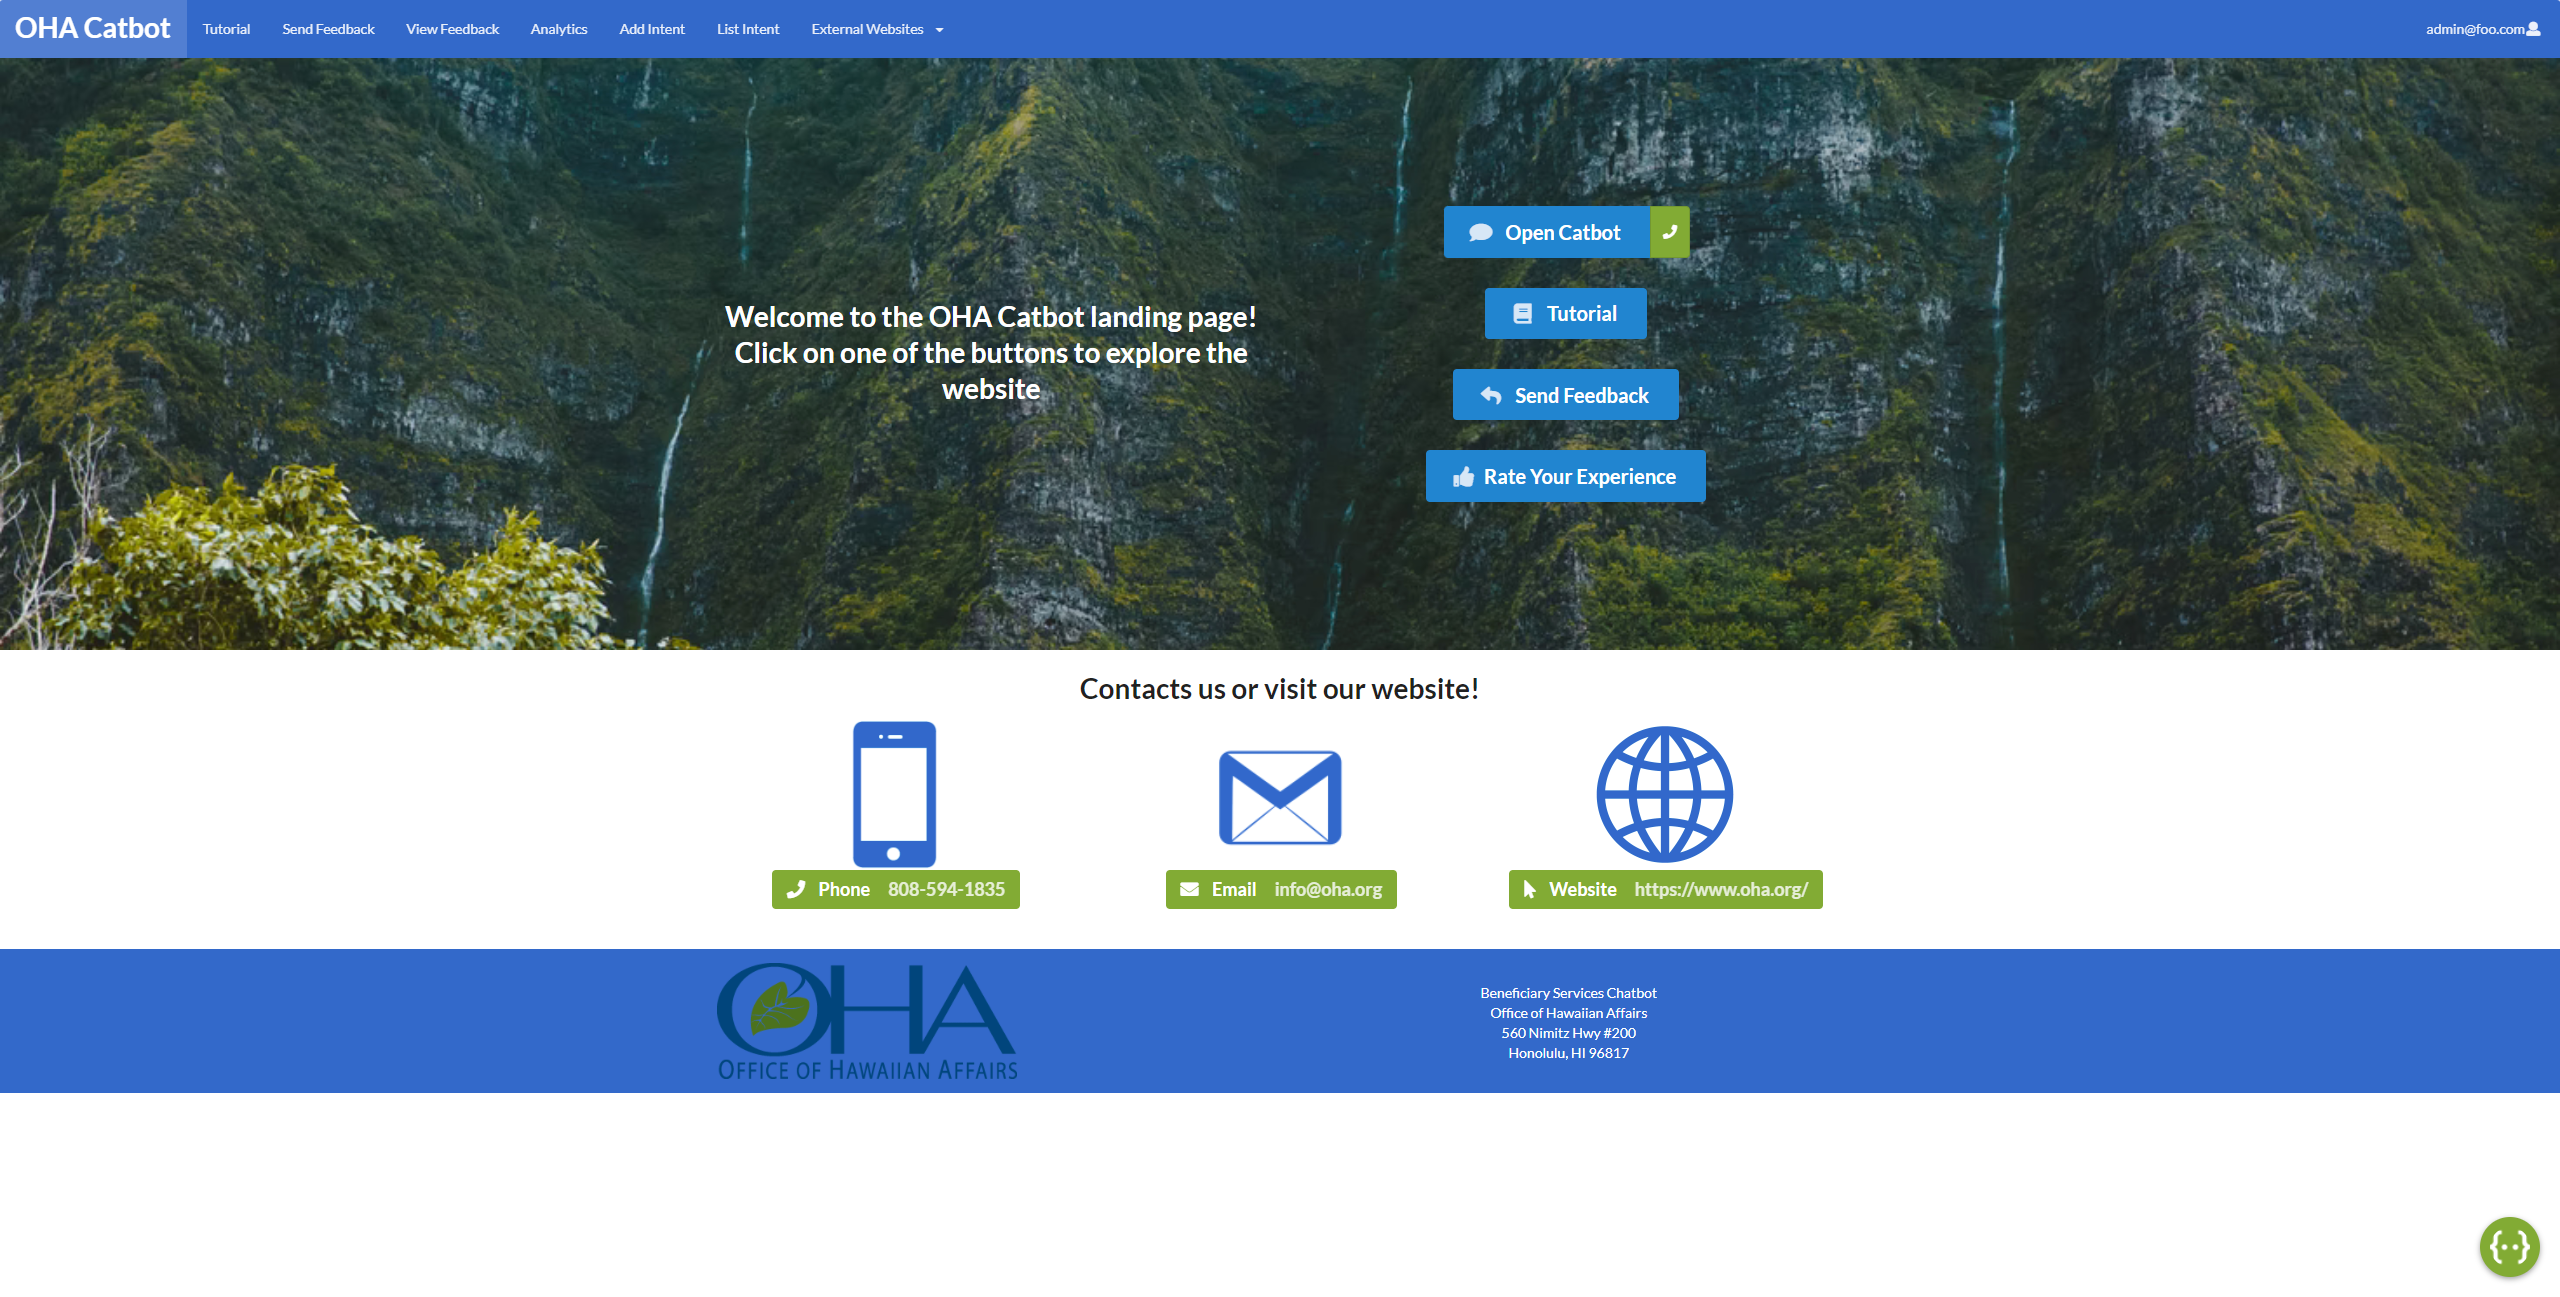 OHA Catbot Tutorial Send Feedback View Feedback Analytics Add Intent List Intent External Websites admin@foo.com
Welcome to the OHA Catbot landing page!
Click on one of the buttons to explore the
website
Open Catbot
Tutorial
Send Feedback
Rate Your Experience
Contacts us or visit our website!
Phone 808-594-1835
Email info@oha.org
Website https://www.oha.org/
OHA
OFFICE OF HAWAIIAN AFFAIRS
Beneficiary Services Chatbot
Office of Hawaiian Affairs
560 Nimitz Hwy #200
Honolulu, HI 96817